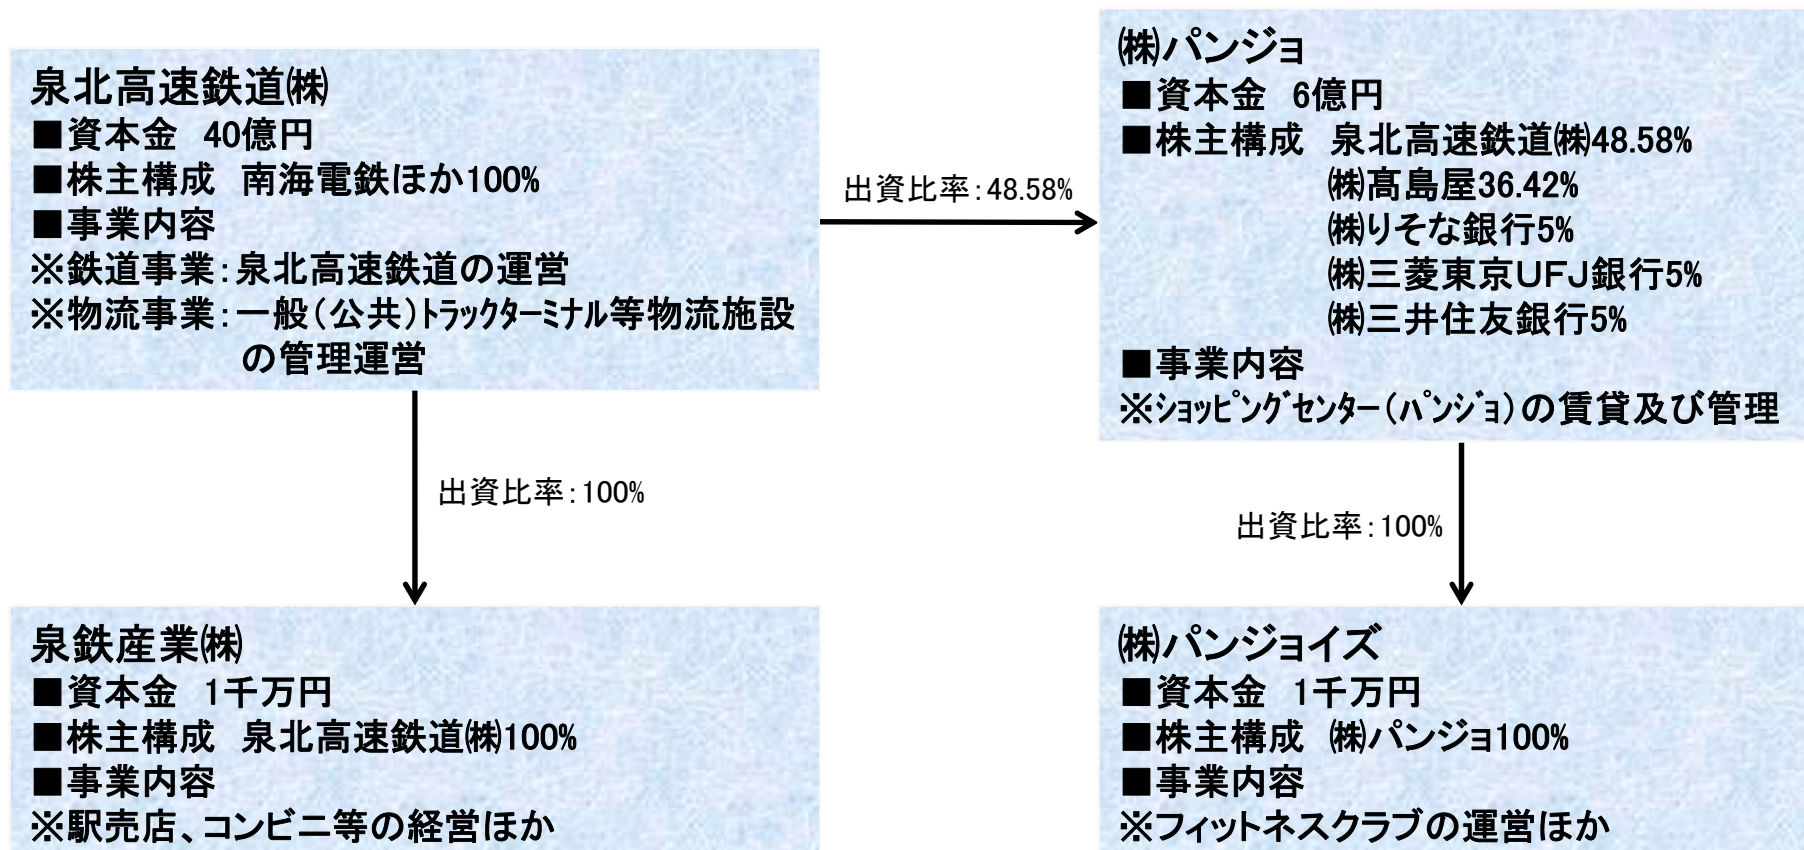 泉北高速鉄道㈱
■資本金 40億円
■株主構成 南海電鉄ほか100%
■事業内容
※鉄道事業：泉北高速鉄道の運営
※物流事業：一般（公共）ﾄﾗｯｸﾀｰﾐﾅﾙ等物流施設
の管理運営
出資比率：48.58%
㈱パンジョ
■資本金 6億円
■株主構成 泉北高速鉄道㈱48.58%
㈱髙島屋36.42%
㈱りそな銀行5%
㈱三菱東京ＵＦＪ銀行5%
㈱三井住友銀行5%
■事業内容
※ｼｮｯﾋﾟﾝｸﾞｾﾝﾀｰ（ﾊﾟﾝｼﾞｮ）の賃貸及び管理
出資比率：100%
出資比率：100%
泉鉄産業㈱
■資本金 1千万円
■株主構成 泉北高速鉄道㈱100%
■事業内容
※駅売店、コンビニ等の経営ほか
㈱パンジョイズ
■資本金 1千万円
■株主構成 ㈱パンジョ100%
■事業内容
※フィットネスクラブの運営ほか